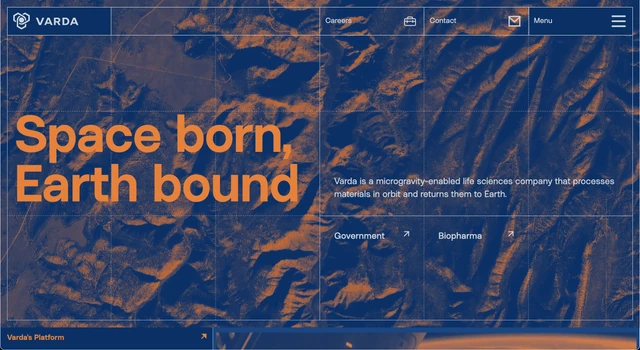 VARDA
Careers
Contact
Menu
Space born,
Earth bound
Varda is a microgravity-enabled life sciences company that processes
materials in orbit and returns them to Earth.
Government
Biopharma
Varda's Platform